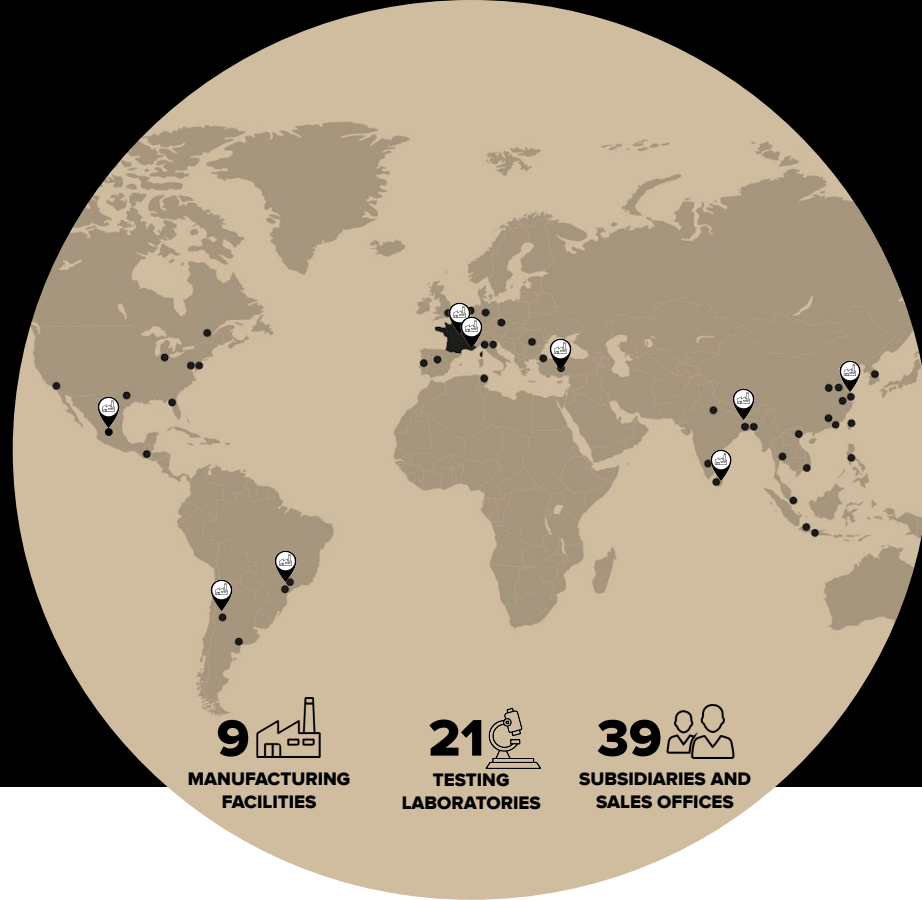 9
MANUFACTURING
FACILITIES
21
TESTING
LABORATORIES
39
SUBSIDIARIES AND
SALES OFFICES